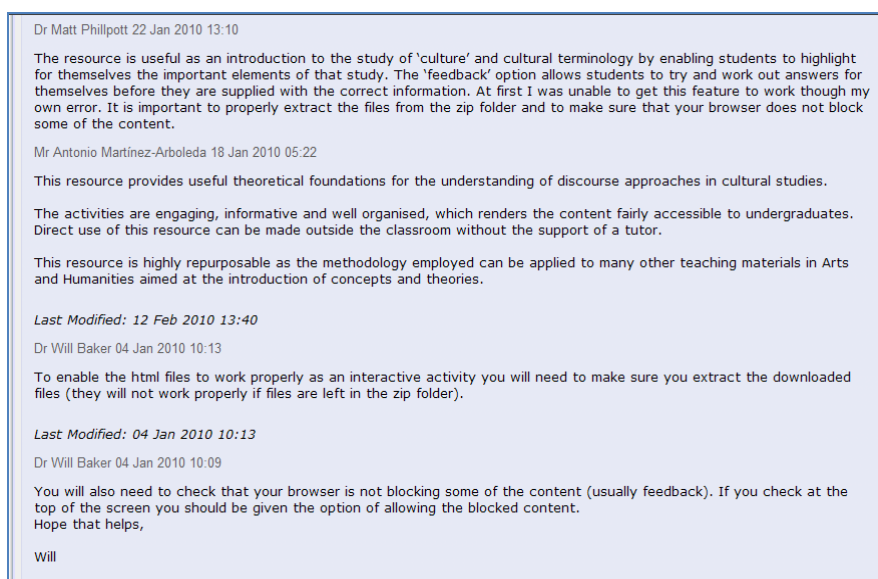 Dr Matt Phillpott 22 Jan 2010 13:10
The resource is useful as an introduction to the study of 'culture' and cultural terminology by enabling students to highlight
for themselves the important elements of that study. The 'feedback' option allows students to try and work out answers for
themselves before they are supplied with the correct information. At first I was unable to get this feature to work though my
own error. It is important to properly extract the files from the zip folder and to make sure that your browser does not block
some of the content.
Mr Antonio Martínez-Arboleda 18 Jan 2010 05:22
This resource provides useful theoretical foundations for the understanding of discourse approaches in cultural studies.
The activities are engaging, informative and well organised, which renders the content fairly accessible to undergraduates.
Direct use of this resource can be made outside the classroom without the support of a tutor.
This resource is highly repurposable as the methodology employed can be applied to many other teaching materials in Arts
and Humanities aimed at the introduction of concepts and theories.
Last Modified: 12 Feb 2010 13:40
Dr Will Baker 04 Jan 2010 10:13
To enable the html files to work properly as an interactive activity you will need to make sure you extract the downloaded
files (they will not work properly if files are left in the zip folder).
Last Modified: 04 Jan 2010 10:13
Dr Will Baker 04 Jan 2010 10:09
You will also need to check that your browser is not blocking some of the content (usually feedback). If you check at the
top of the screen you should be given the option of allowing the blocked content.
Hope that helps,
Will